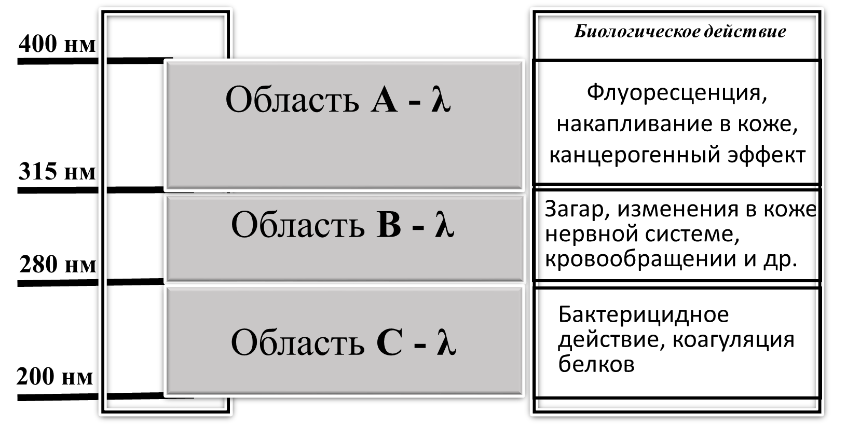 400 нм
Биологическое действие
Область А - λ
Флуоресценция,
накапливание в коже,
канцерогенный эффект
315 нм
Область В - λ
Загар, изменения в коже
нервной системе,
кровообращении и др.
280 нм
Область С - λ
Бактерицидное
действие, коагуляция
белков
200 нм